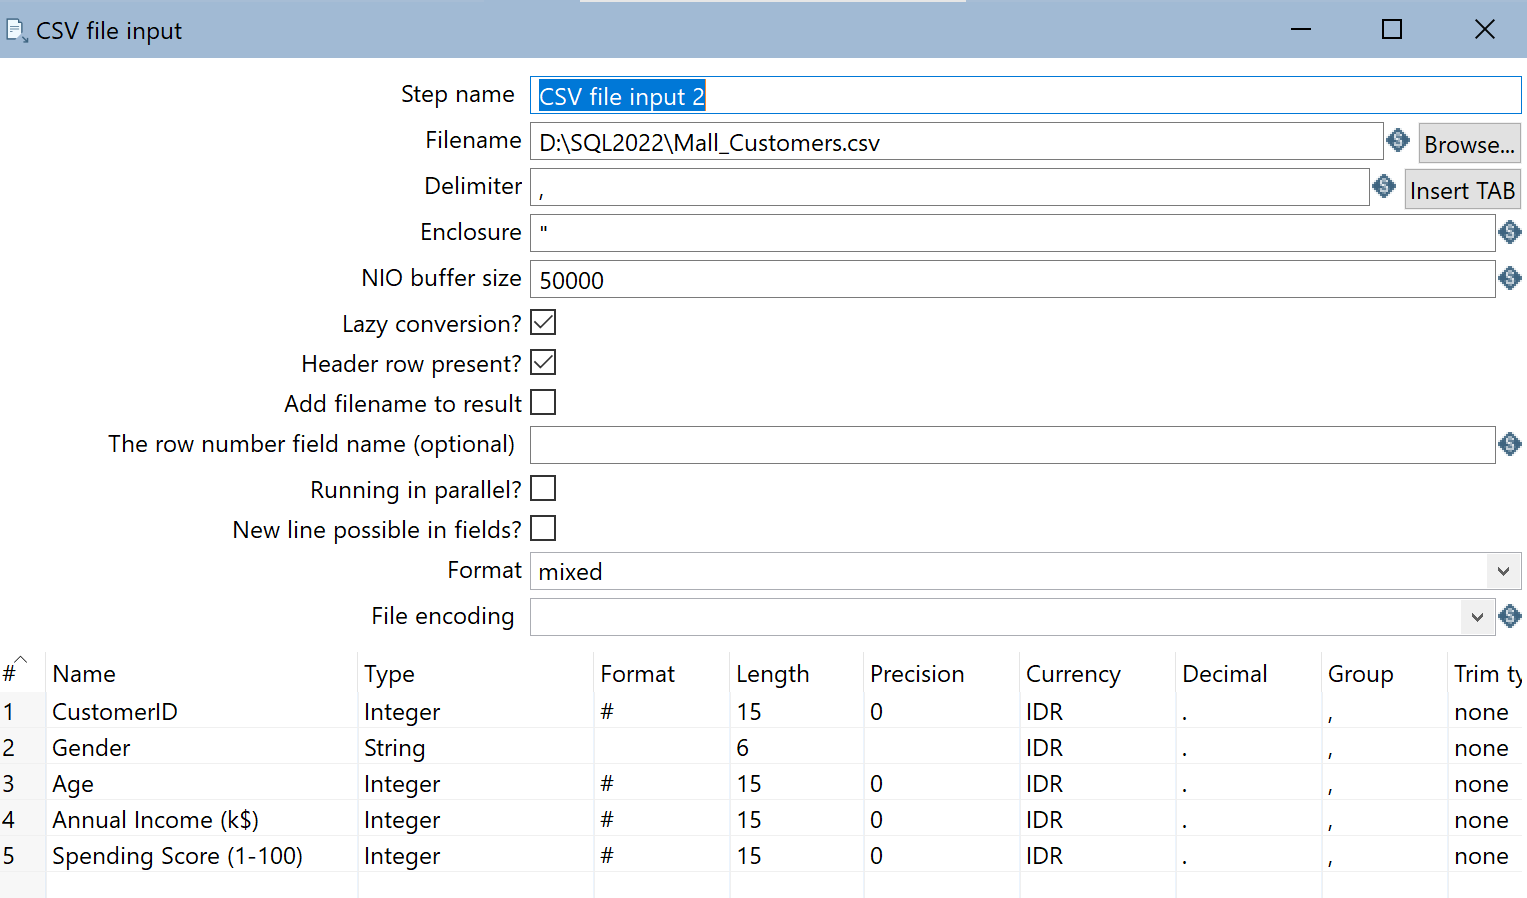 CSV file input
Step name CSV file input 2
Filename D:\SQL2022\Mall_Customers.csv Browse...
Delimiter , Insert TAB
Enclosure "
NIO buffer size 50000
Lazy conversion?
Header row present?
Add filename to result
The row number field name (optional)
Running in parallel?
New line possible in fields?
Format mixed
File encoding
# Name Type Format Length Precision Currency Decimal Group Trim ty
1 CustomerID Integer # 15 0 IDR . , none
2 Gender String 6 IDR . , none
3 Age Integer # 15 0 IDR . , none
4 Annual Income (k$) Integer # 15 0 IDR . , none
5 Spending Score (1-100) Integer # 15 0 IDR . , none